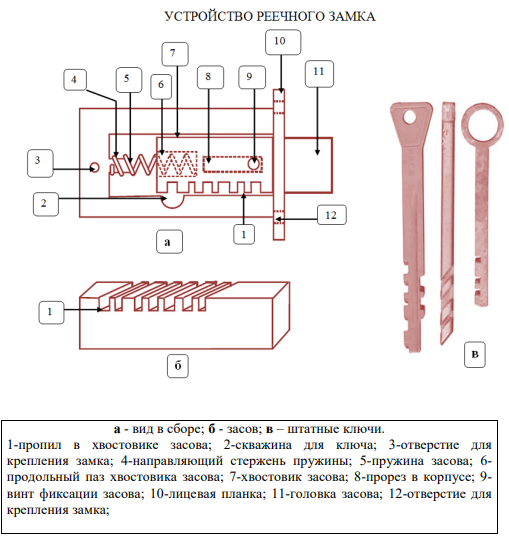 УСТРОЙСТВО РЕЕЧНОГО ЗАМКА
10
7
4
5
6
8
9
11
3
2
12
а
1
1
б
в
а - вид в сборе; б - засов; в – штатные ключи.
1-пропил в хвостовике засова; 2-скважина для ключа; 3-отверстие для
крепления замка; 4-направляющий стержень пружины; 5-пружина засова; 6-
продольный паз хвостовика засова; 7-хвостовик засова; 8-прорез в корпусе; 9-
винт фиксации засова; 10-лицевая планка; 11-головка засова; 12-отверстие для
крепления замка;